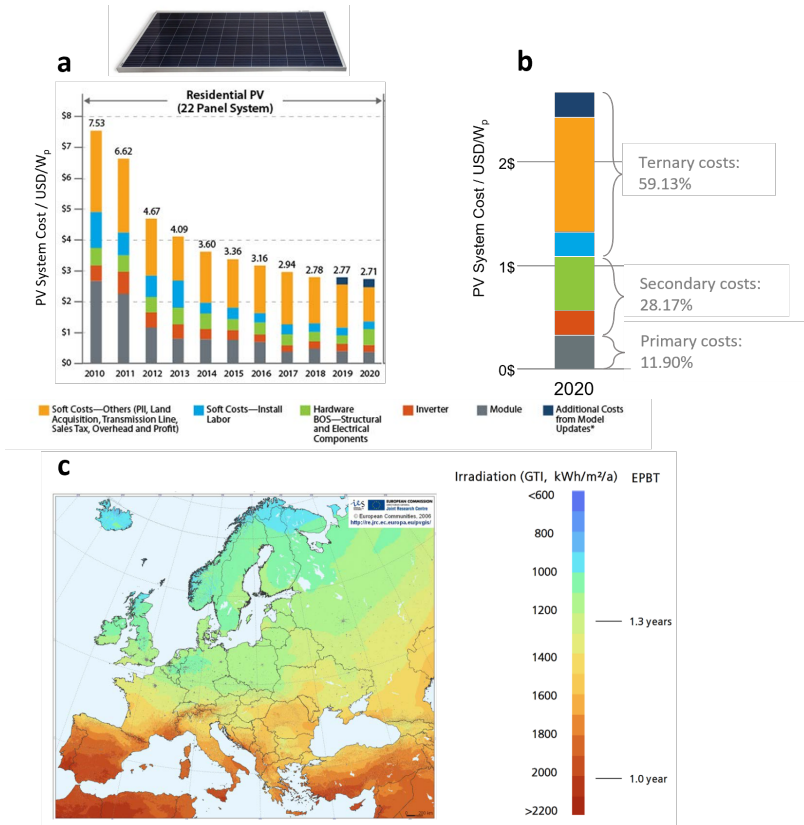 a
Residential PV
(22 Panel System)
PV System Cost / USD/Wp
$8
$7
$6
$5
$4
$3
$2
$1
$0
7.53
6.62
4.67
4.09
3.60
3.36
3.16
2.94
2.78
2.77
2.71
2010
2011
2012
2013
2014
2015
2016
2017
2018
2019
2020
b
PV System Cost / USD/Wp
2$
1$
0$
2020
Ternary costs:
59.13%
Secondary costs:
28.17%
Primary costs:
11.90%
Soft Costs—Others (PII, Land
Acquisition, Transmission Line,
Sales Tax, Overhead and Profit)
Soft Costs—Install
Labor
Hardware
BOS—Structural
and Electrical
Components
Inverter
Module
Additional Costs
from Model
Updates*
c
EUROPEAN COMMISSION
Joint Research Centre
© European Communities, 2006
http://re.jrc.ec.europa.eu/pvgis/
Irradiation (GTI, kWh/m²/a)
EPBT
<600
800
1000
1200
1400
1600
1800
2000
>2200
1.3 years
1.0 year